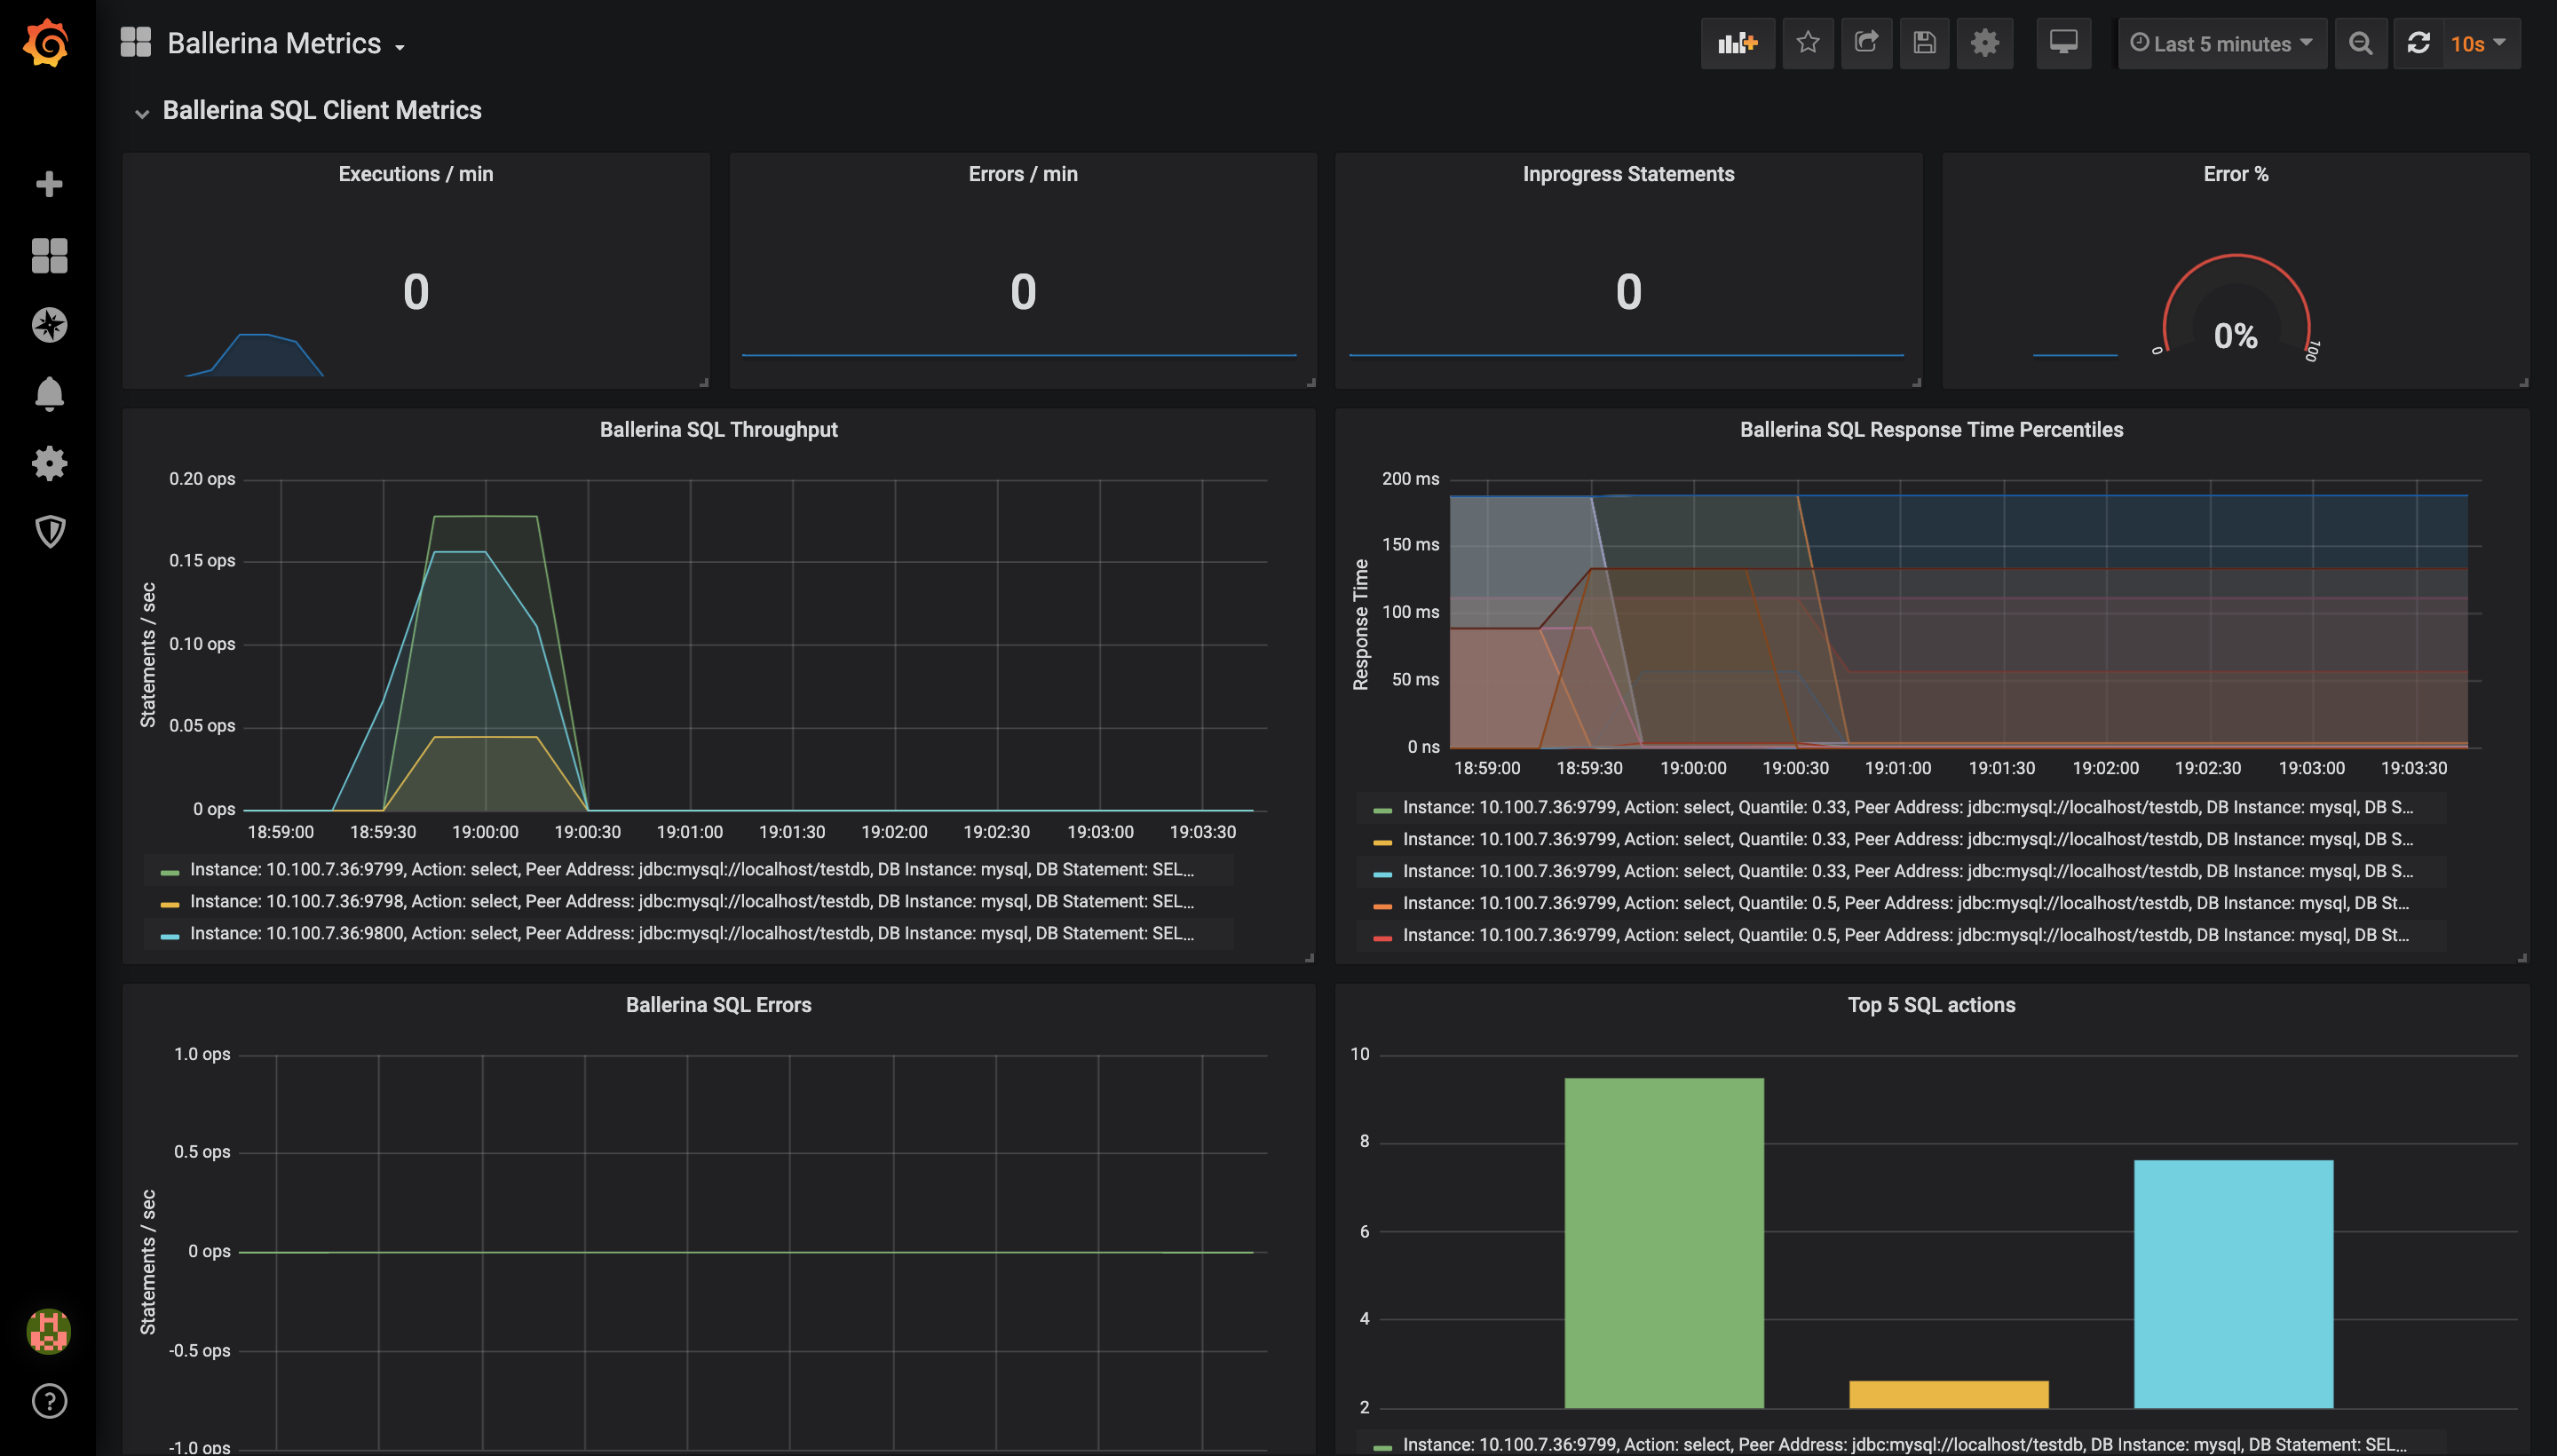 Ballerina Metrics
Last 5 minutes
10s
Ballerina SQL Client Metrics
Executions / min
0
Errors / min
0
Inprogress Statements
0
Error %
0%
0
100
Ballerina SQL Throughput
Statements / sec
0.20 ops
0.15 ops
0.10 ops
0.05 ops
0 ops
18:59:00 18:59:30 19:00:00 19:00:30 19:01:00 19:01:30 19:02:00 19:02:30 19:03:00 19:03:30
Instance: 10.100.7.36:9799, Action: select, Peer Address: jdbc:mysql://localhost/testdb, DB Instance: mysql, DB Statement: SEL...
Instance: 10.100.7.36:9798, Action: select, Peer Address: jdbc:mysql://localhost/testdb, DB Instance: mysql, DB Statement: SEL...
Instance: 10.100.7.36:9800, Action: select, Peer Address: jdbc:mysql://localhost/testdb, DB Instance: mysql, DB Statement: SEL...
Ballerina SQL Response Time Percentiles
Response Time
200 ms
150 ms
100 ms
50 ms
0 ns
18:59:00 18:59:30 19:00:00 19:00:30 19:01:00 19:01:30 19:02:00 19:02:30 19:03:00 19:03:30
Instance: 10.100.7.36:9799, Action: select, Quantile: 0.33, Peer Address: jdbc:mysql://localhost/testdb, DB Instance: mysql, DB S...
Instance: 10.100.7.36:9799, Action: select, Quantile: 0.33, Peer Address: jdbc:mysql://localhost/testdb, DB Instance: mysql, DB S...
Instance: 10.100.7.36:9799, Action: select, Quantile: 0.33, Peer Address: jdbc:mysql://localhost/testdb, DB Instance: mysql, DB S...
Instance: 10.100.7.36:9799, Action: select, Quantile: 0.5, Peer Address: jdbc:mysql://localhost/testdb, DB Instance: mysql, DB St...
Instance: 10.100.7.36:9799, Action: select, Quantile: 0.5, Peer Address: jdbc:mysql://localhost/testdb, DB Instance: mysql, DB St...
Ballerina SQL Errors
Statements / sec
1.0 ops
0.5 ops
0 ops
-0.5 ops
-1.0 ops
Top 5 SQL actions
10
8
6
4
2
Instance: 10.100.7.36:9799, Action: select, Peer Address: jdbc:mysql://localhost/testdb, DB Instance: mysql, DB Statement: SEL...